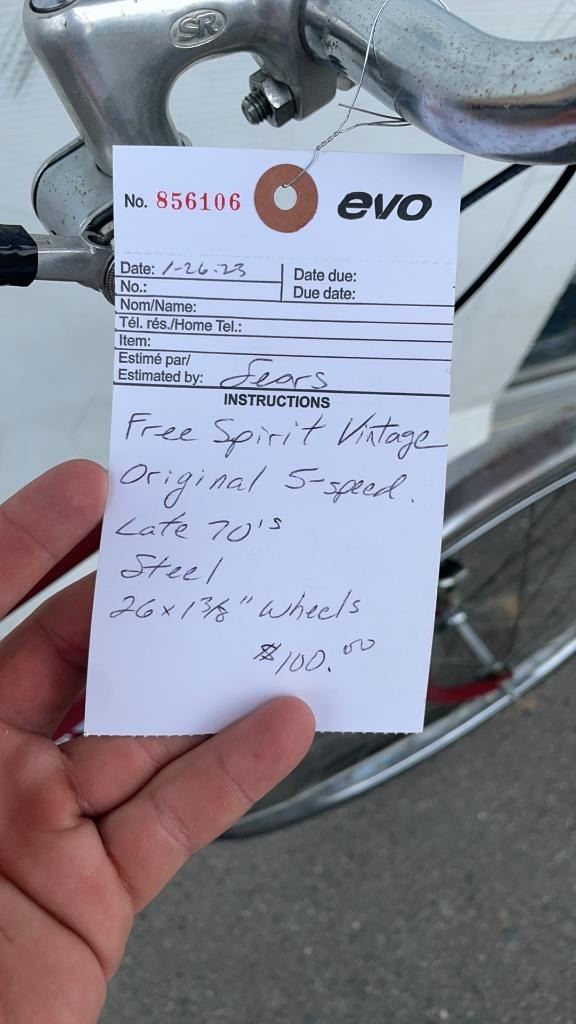 SR
No. 856106 evo
Date: 1-26-23 Date due:
No.: Due date:
Nom/Name:
Tél. rés./Home Tel.:
Item:
Estimé par/
Estimated by: Sears
INSTRUCTIONS
Free Spirit Vintage
Original 5-speed.
Late 70's
Steel
26x1 3/8" wheels
$100.00